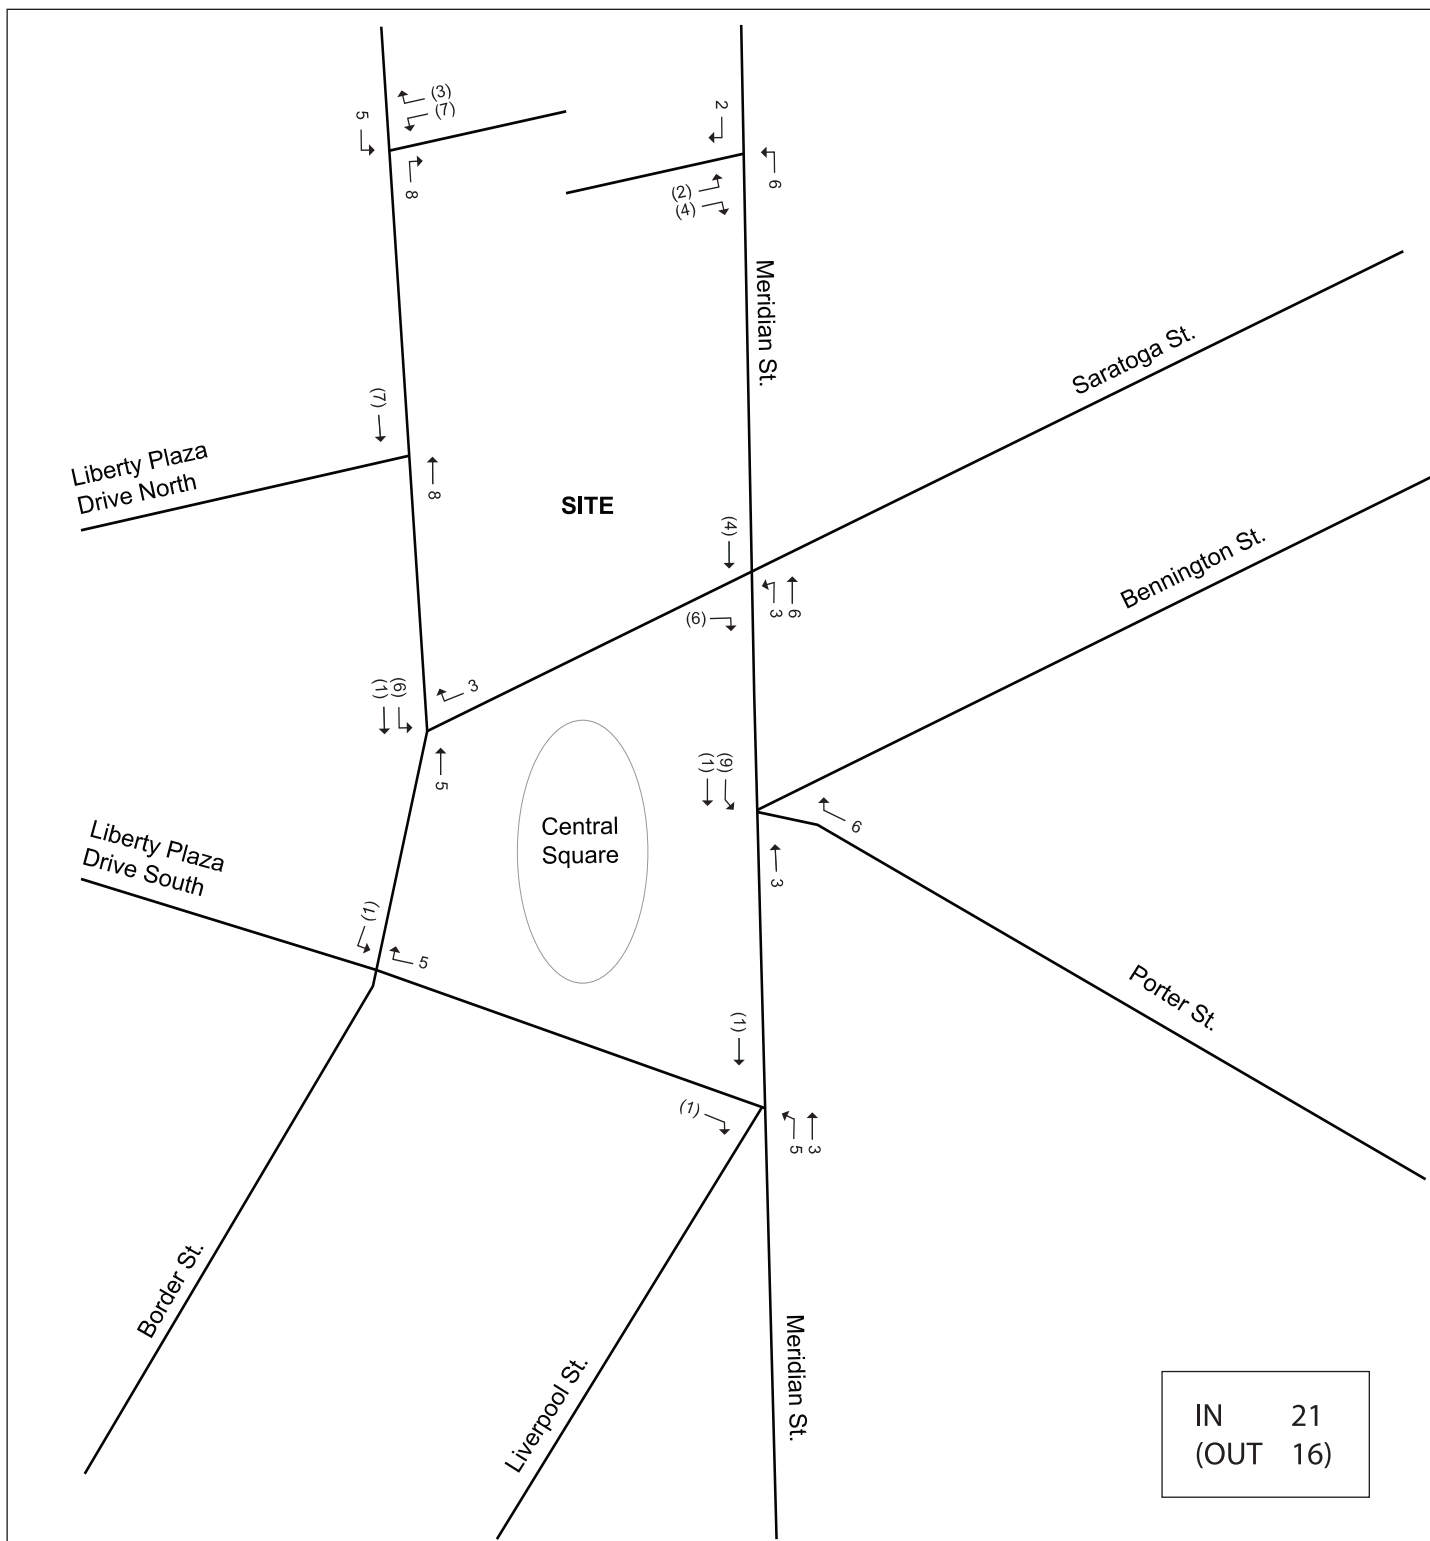 (3)
(7)
5
8
2
6
(2)
(4)
Meridian St.
Saratoga St.
(7)
Liberty Plaza
Drive North
8
SITE
Bennington St.
(4)
3
6
(6)
(1)
(6)
3
5
(1)
(9)
Central
Square
6
3
Liberty Plaza
Drive South
(1)
5
Porter St.
(1)
(1)
5
3
Border St.
Liverpool St.
Meridian St.
IN 21
(OUT 16)